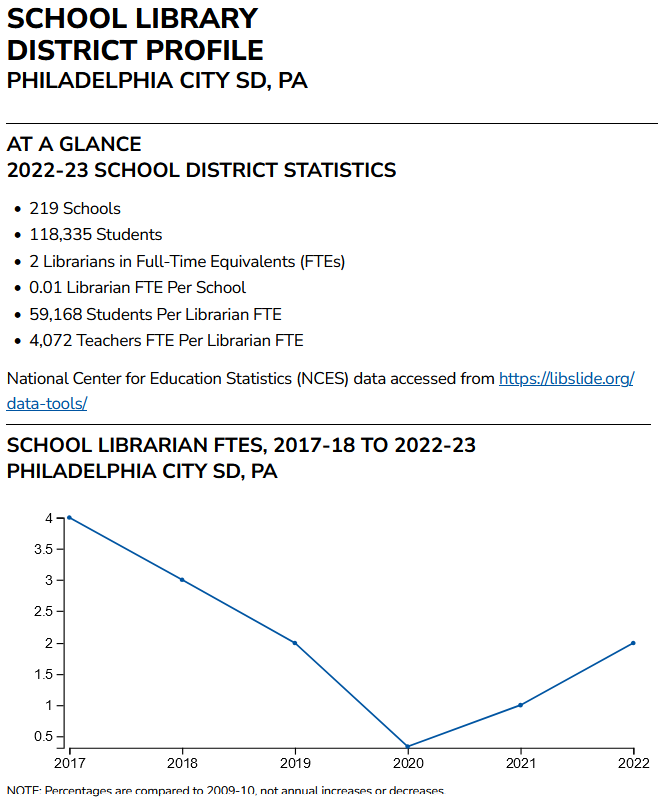 SCHOOL LIBRARY
DISTRICT PROFILE
PHILADELPHIA CITY SD, PA
AT A GLANCE
2022-23 SCHOOL DISTRICT STATISTICS
• 219 Schools
• 118,335 Students
• 2 Librarians in Full-Time Equivalents (FTEs)
• 0.01 Librarian FTE Per School
• 59,168 Students Per Librarian FTE
• 4,072 Teachers FTE Per Librarian FTE
National Center for Education Statistics (NCES) data accessed from https://libslide.org/
data-tools/
SCHOOL LIBRARIAN FTES, 2017-18 TO 2022-23
PHILADELPHIA CITY SD, PA
4
3.5
3
2.5
2
1.5
1
0.5
2017 2018 2019 2020 2021 2022
NOTE: Percentages are compared to 2009-10, not annual increases or decreases.